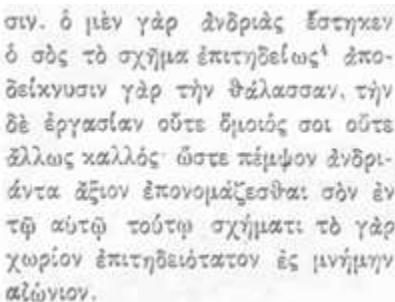 σιν. ὁ μὲν γὰρ ἀνδριὰς ἕστηκεν
ὁ σὸς τὸ σχῆμα ἐπιτηδείως⁴ ἀπο-
δείκνυσιν γὰρ τὴν θάλασσαν, τὴν
δὲ ἐργασίαν οὔτε ὅμοιός σοι οὔτε
ἄλλως καλλός· ὥστε πέμψον ἀνδρι-
άντα ἄξιον ἐπονομάζεσθαι σὸν ἐν
τῷ αὐτῷ τούτῳ σχήματι τὸ γὰρ
χωρίον ἐπιτηδειότατον ἐς μνήμην
αἰώνιον.